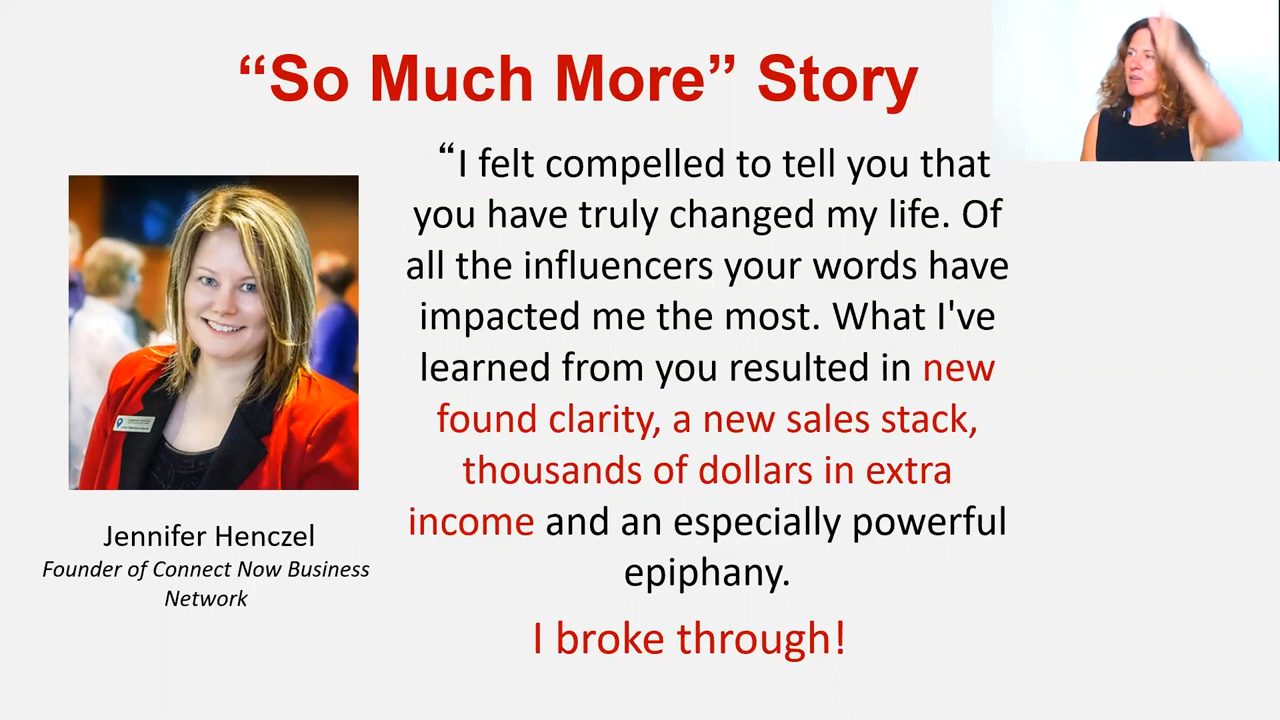 “So Much More” Story
“I felt compelled to tell you that
you have truly changed my life. Of
all the influencers your words have
impacted me the most. What I've
learned from you resulted in new
found clarity, a new sales stack,
thousands of dollars in extra
income and an especially powerful
epiphany.
I broke through!
Jennifer Henczel
Founder of Connect Now Business
Network